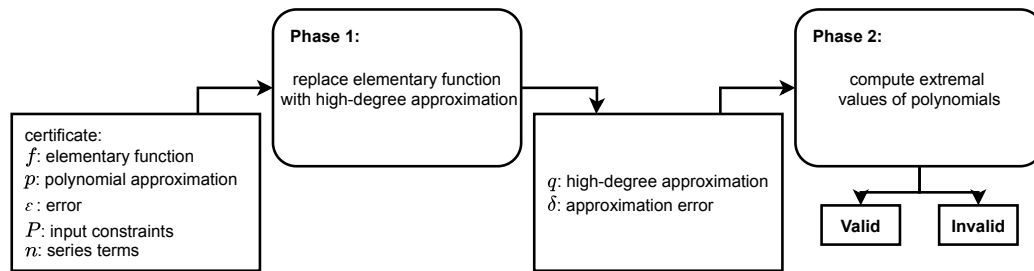 Phase 1:
replace elementary function
with high-degree approximation
Phase 2:
compute extremal
values of polynomials
certificate:
f: elementary function
p: polynomial approximation
ε: error
P: input constraints
n: series terms
q: high-degree approximation
δ: approximation error
Valid
Invalid